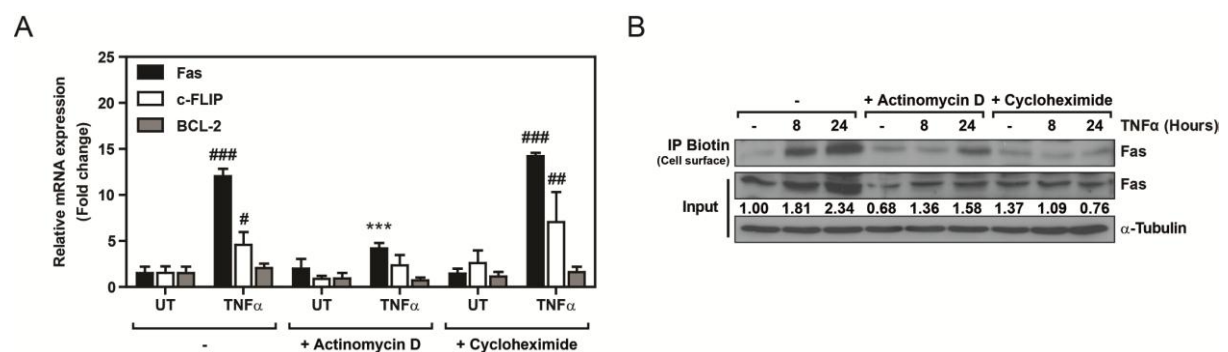 A
Relative mRNA expression
(Fold change)
25
20
15
10
5
0
Fas
c-FLIP
BCL-2
###
#
***
###
##
UT TNFα UT TNFα UT TNFα
- + Actinomycin D + Cycloheximide
B
- + Actinomycin D + Cycloheximide
- 8 24 - 8 24 - 8 24 TNFα (Hours)
IP Biotin
(Cell surface)
Fas
Input
Fas
1.00 1.81 2.34 0.68 1.36 1.58 1.37 1.09 0.76
α-Tubulin